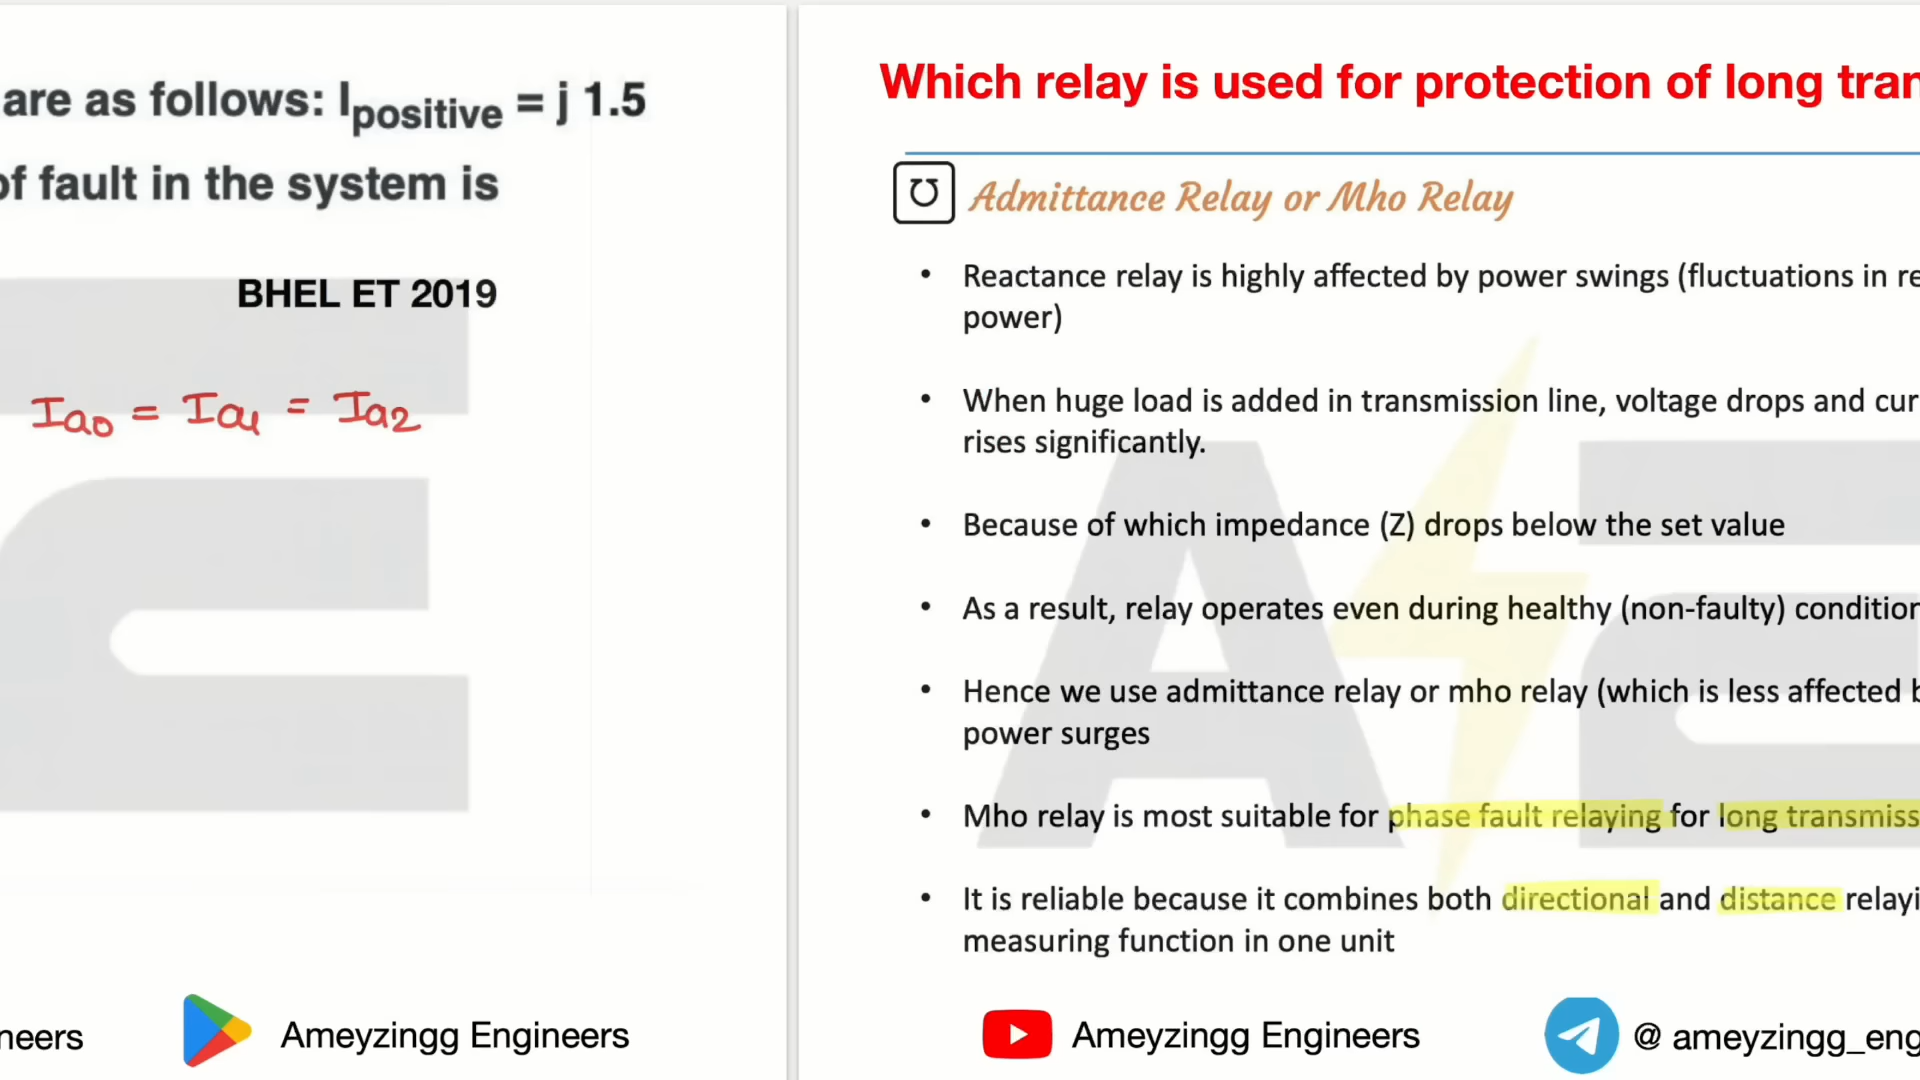 are as follows: Ipositive = j 1.5
of fault in the system is
BHEL ET 2019
Ia0 = Ia1 = Ia2
neers
Ameyzingg Engineers
Which relay is used for protection of long tran
Admittance Relay or Mho Relay
• Reactance relay is highly affected by power swings (fluctuations in re
power)
• When huge load is added in transmission line, voltage drops and cur
rises significantly.
• Because of which impedance (Z) drops below the set value
• As a result, relay operates even during healthy (non-faulty) condition
• Hence we use admittance relay or mho relay (which is less affected b
power surges
• Mho relay is most suitable for phase fault relaying for long transmiss
• It is reliable because it combines both directional and distance relayi
measuring function in one unit
Ameyzingg Engineers
@ ameyzingg_eng